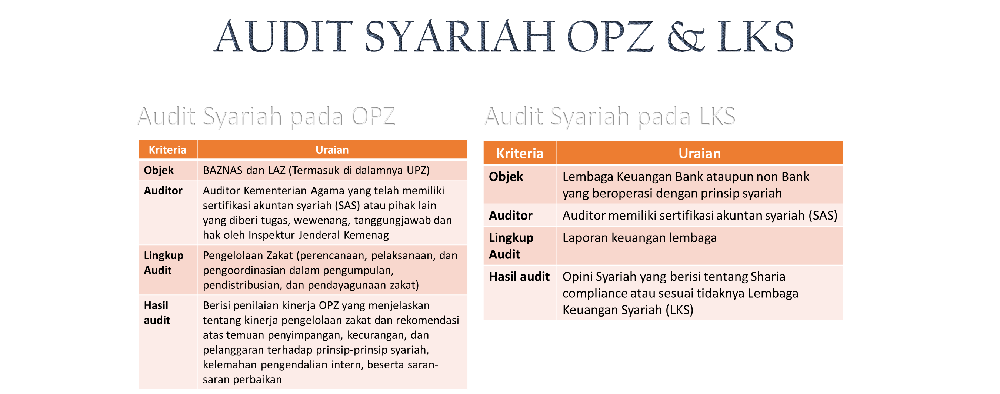 AUDIT SYARIAH OPZ & LKS
Audit Syariah pada OPZ
Kriteria Uraian
Objek BAZNAS dan LAZ (Termasuk di dalamnya UPZ)
Auditor Auditor Kementerian Agama yang telah memiliki
sertifikasi akuntan syariah (SAS) atau pihak lain
yang diberi tugas, wewenang, tanggungjawab dan
hak oleh Inspektur Jenderal Kemenag
Lingkup Pengelolaan Zakat (perencanaan, pelaksanaan, dan
Audit pengoordinasian dalam pengumpulan,
pendistribusian, dan pendayagunaan zakat)
Hasil Berisi penilaian kinerja OPZ yang menjelaskan
audit tentang kinerja pengelolaan zakat dan rekomendasi
atas temuan penyimpangan, kecurangan, dan
pelanggaran terhadap prinsip-prinsip syariah,
kelemahan pengendalian intern, beserta saran-
saran perbaikan
Audit Syariah pada LKS
Kriteria Uraian
Objek Lembaga Keuangan Bank ataupun non Bank
yang beroperasi dengan prinsip syariah
Auditor Auditor memiliki sertifikasi akuntan syariah (SAS)
Lingkup Laporan keuangan lembaga
Audit
Hasil audit Opini Syariah yang berisi tentang Sharia
compliance atau sesuai tidaknya Lembaga
Keuangan Syariah (LKS)